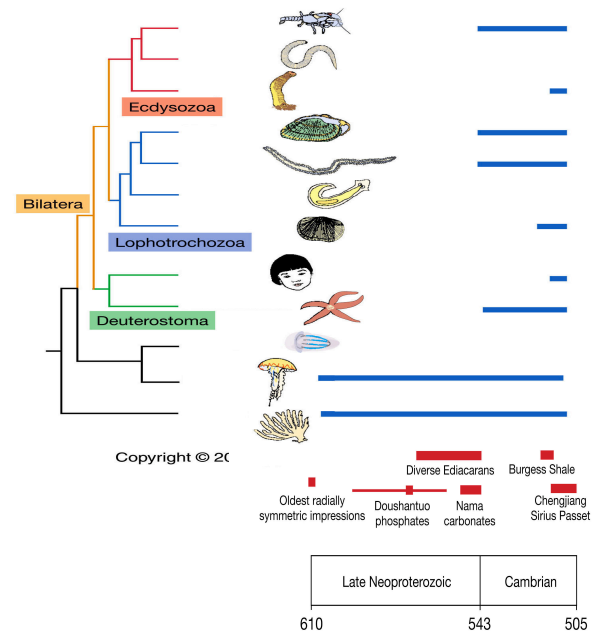 Ecdysozoa
Bilatera
Lophotrochozoa
Deuterostoma
Copyright © 20
Diverse Ediacarans
Burgess Shale
Oldest radially
symmetric impressions
Doushantuo
phosphates
Nama
carbonates
Chengjiang
Sirius Passet
Late Neoproterozoic
Cambrian
610
543
505